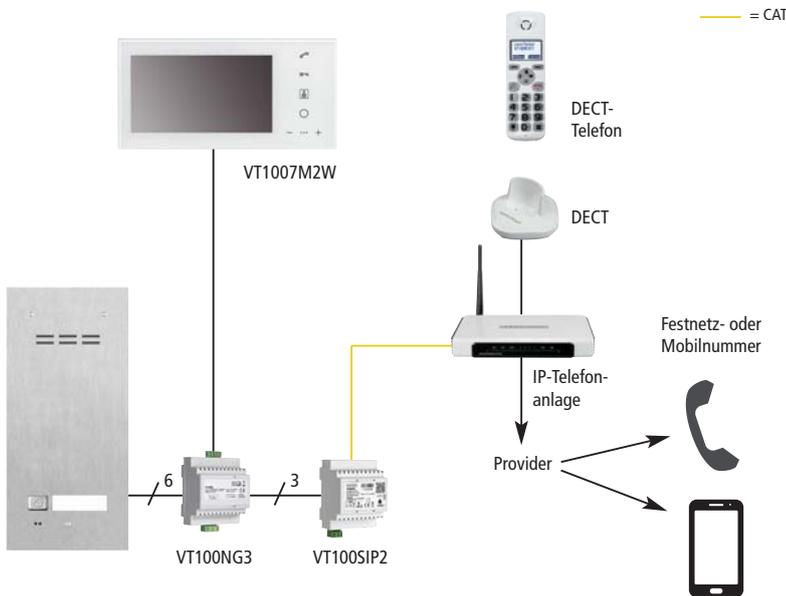 = CAT
DECT-
Telefon
VT1007M2W
DECT
Festnetz- oder
Mobilnummer
IP-Telefon-
anlage
Provider
6
3
VT100NG3
VT100SIP2